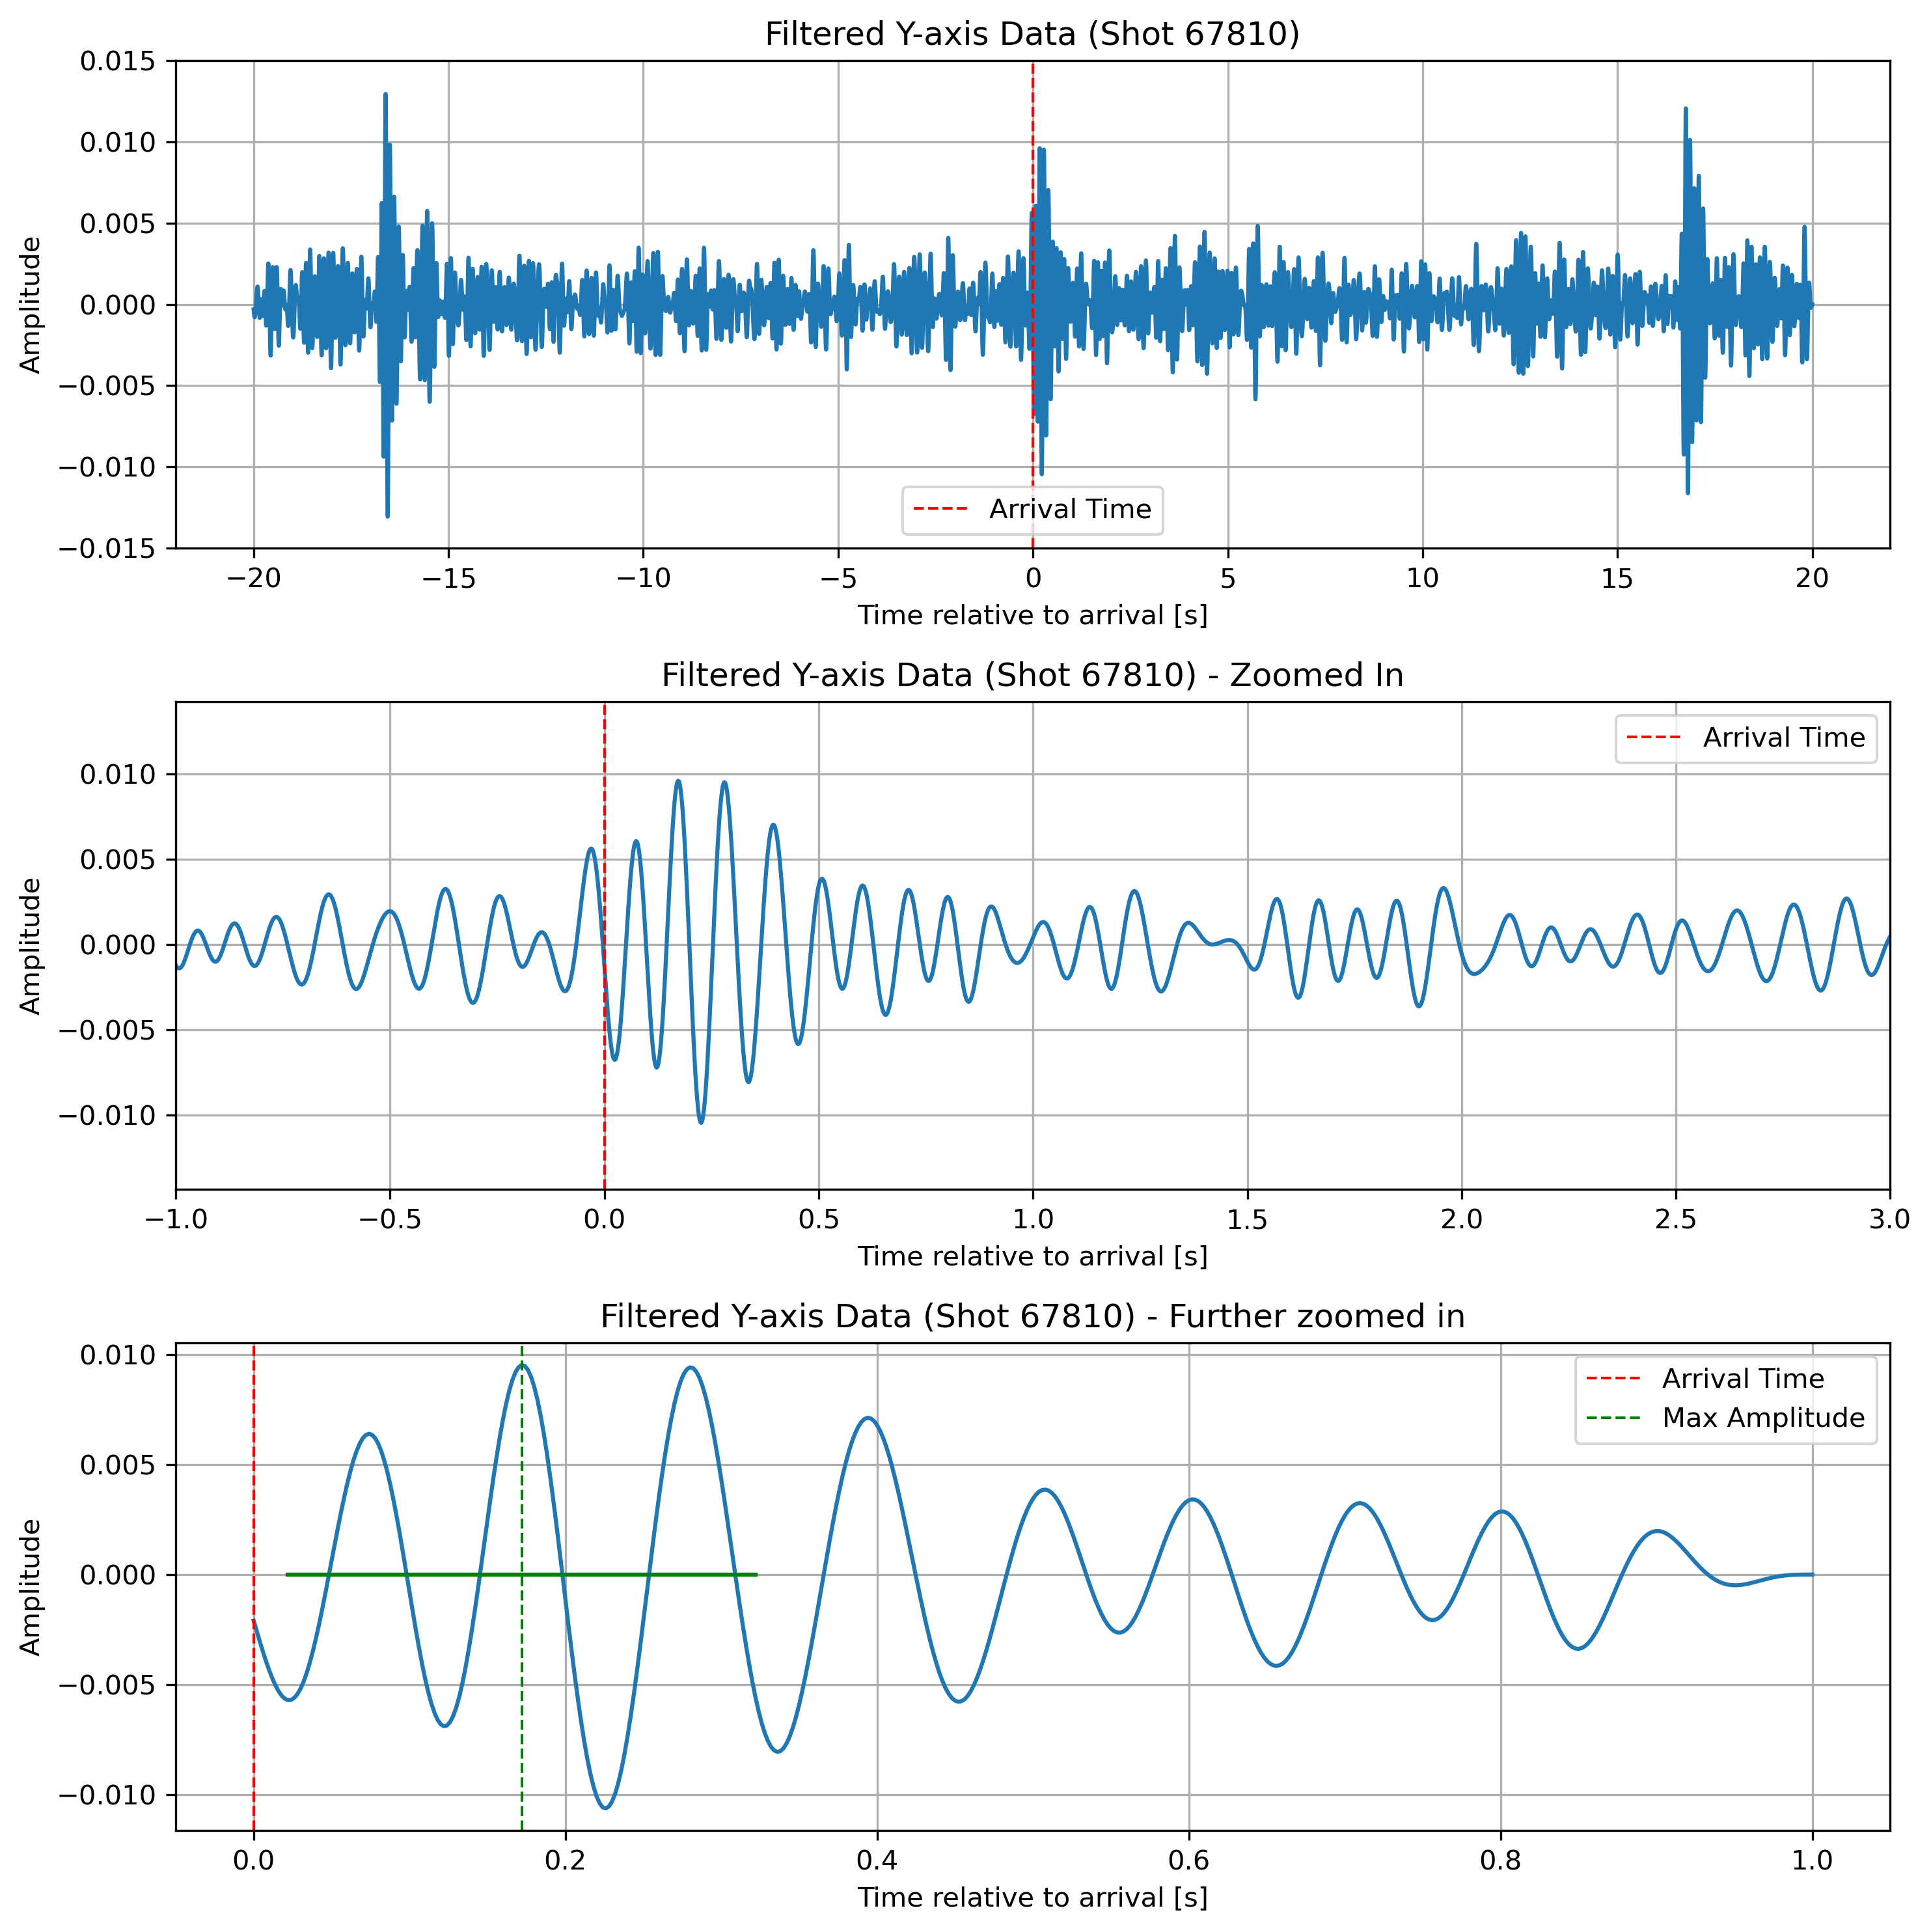 Filtered Y-axis Data (Shot 67810)
0.015
0.010
0.005
0.000
−0.005
−0.010
−0.015
Amplitude
Arrival Time
−20 −15 −10 −5 0 5 10 15 20
Time relative to arrival [s]
Filtered Y-axis Data (Shot 67810) - Zoomed In
Arrival Time
0.010
0.005
0.000
−0.005
−0.010
Amplitude
−1.0 −0.5 0.0 0.5 1.0 1.5 2.0 2.5 3.0
Time relative to arrival [s]
Filtered Y-axis Data (Shot 67810) - Further zoomed in
Arrival Time
Max Amplitude
0.010
0.005
0.000
−0.005
−0.010
Amplitude
0.0 0.2 0.4 0.6 0.8 1.0
Time relative to arrival [s]